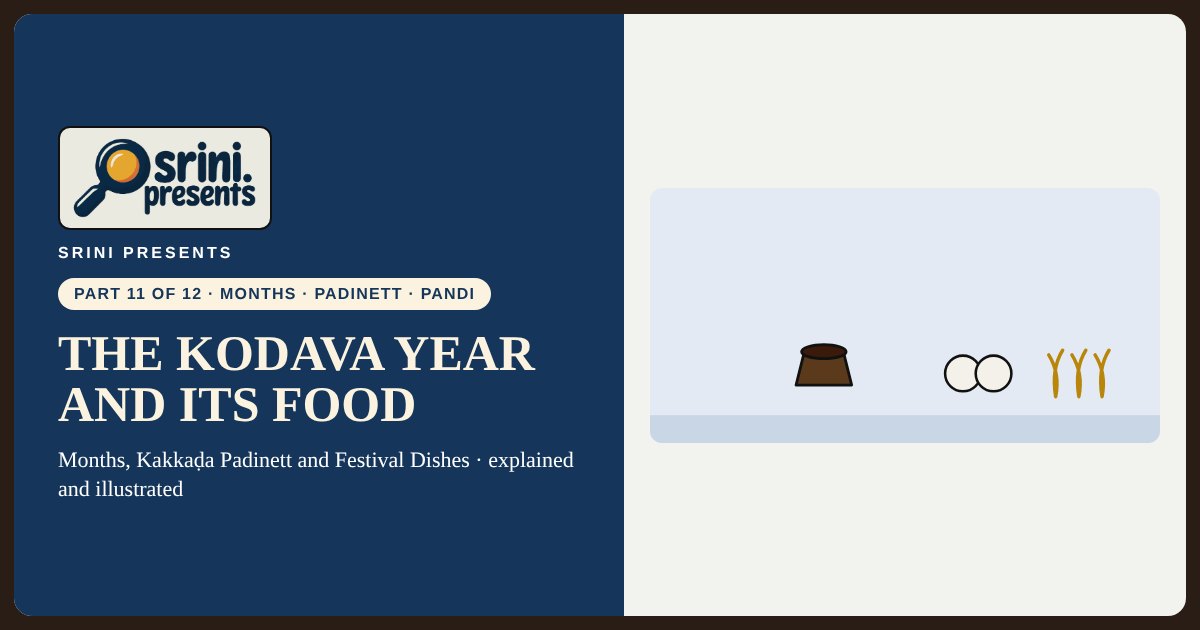 srini.
presents
SRINI PRESENTS
PART 11 OF 12 · MONTHS · PADINETT · PANDI
THE KODAVA YEAR
AND ITS FOOD
Months, Kakkaḍa Padinett and Festival Dishes · explained
and illustrated